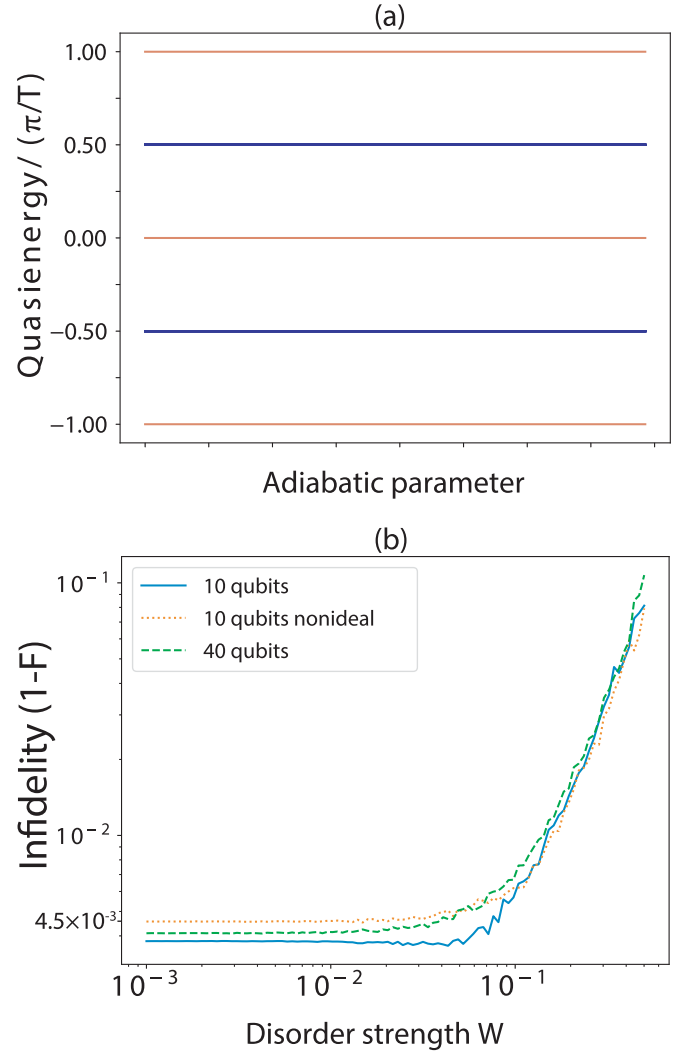 (a)
Quasienergy/ (π/T)
1.00
0.50
0.00
−0.50
−1.00
Adiabatic parameter
(b)
Infidelity (1-F)
10⁻¹
10⁻²
4.5×10⁻³
10 qubits
10 qubits nonideal
40 qubits
10⁻³
10⁻²
10⁻¹
Disorder strength W